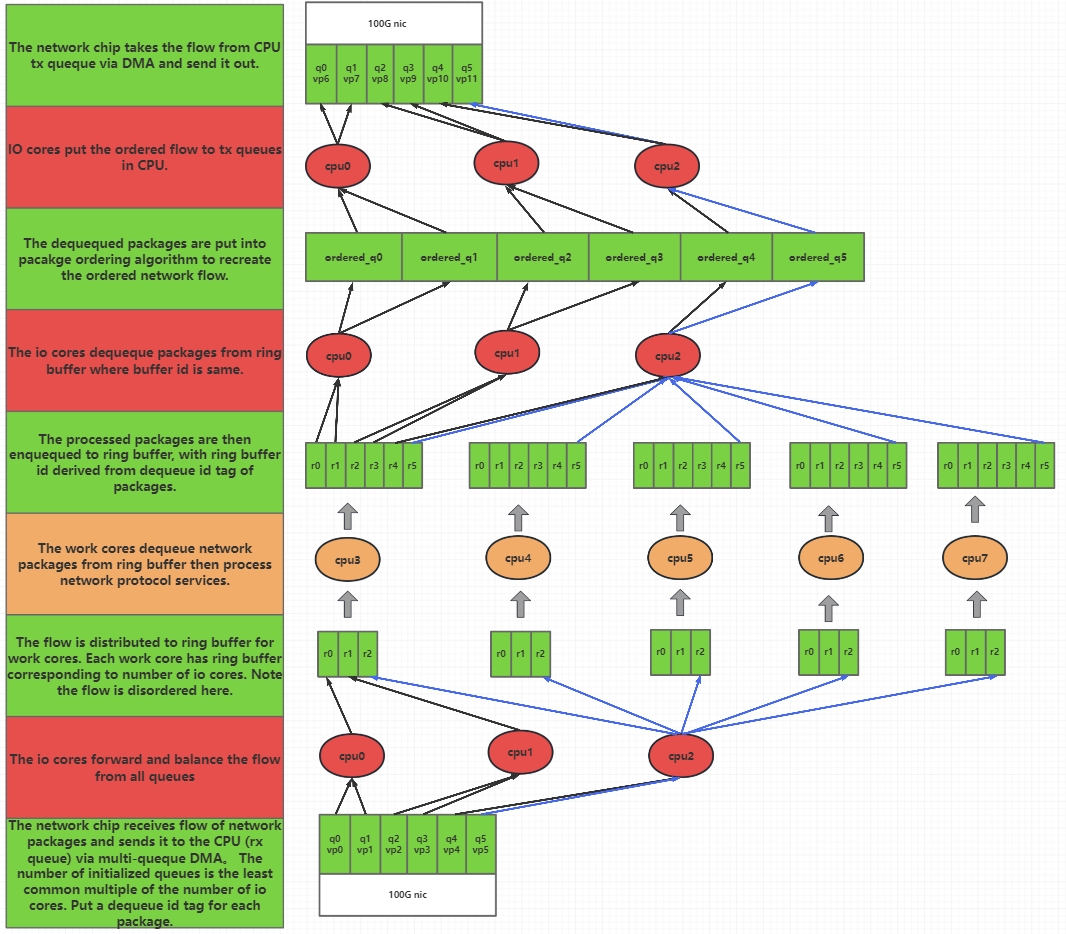 The network chip takes the flow from CPU
tx queque via DMA and send it out.
100G nic
q0 q1 q2 q3 q4 q5
vp6 vp7 vp8 vp9 vp10 vp11
IO cores put the ordered flow to tx queues
in CPU.
cpu0 cpu1 cpu2
The dequequed packages are put into
pacakge ordering algorithm to recreate
the ordered network flow.
ordered_q0 ordered_q1 ordered_q2 ordered_q3 ordered_q4 ordered_q5
The io cores dequeque packages from ring
buffer where buffer id is same.
cpu0 cpu1 cpu2
The processed packages are then
enquequed to ring buffer, with ring buffer
id derived from dequeue id tag of
packages.
r0 r1 r2 r3 r4 r5 r0 r1 r2 r3 r4 r5 r0 r1 r2 r3 r4 r5 r0 r1 r2 r3 r4 r5 r0 r1 r2 r3 r4 r5
The work cores dequeue network
packages from ring buffer then process
network protocol services.
cpu3 cpu4 cpu5 cpu6 cpu7
The flow is distributed to ring buffer for
work cores. Each work core has ring buffer
corresponding to number of io cores. Note
the flow is disordered here.
r0 r1 r2 r0 r1 r2 r0 r1 r2 r0 r1 r2 r0 r1 r2
The io cores forward and balance the flow
from all queues
cpu0 cpu1 cpu2
The network chip receives flow of network
packages and sends it to the CPU (rx
queue) via multi-queque DMA。 The
number of initialized queues is the least
common multiple of the number of io
cores. Put a dequeue id tag for each
package.
q0 q1 q2 q3 q4 q5
vp0 vp1 vp2 vp3 vp4 vp5
100G nic